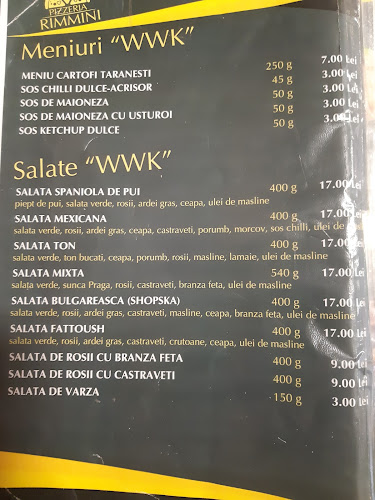 PIZZERIA
RIMMINI
Meniuri “WWK”
MENIU CARTOFI TARANESTI 250 g 7.00 Lei
SOS CHILLI DULCE-ACRISOR 45 g 3.00 Lei
SOS DE MAIONEZA 50 g 3.00 Lei
SOS DE MAIONEZA CU USTUROI 50 g 3.00 Lei
SOS KETCHUP DULCE 50 g 3.00 Lei
Salate “WWK”
SALATA SPANIOLA DE PUI 400 g 17.00 Lei
piept de pui, salata verde, rosii, ardei gras, ceapa, ulei de masline
SALATA MEXICANA 400 g 17.00 Lei
salata verde, rosii, ardei gras, ceapa, castraveti, porumb, morcov, sos chilli, ulei de
SALATA TON 400 g 17.00 Lei
salata verde, ton bucati, ceapa, porumb, rosii, masline, lamaie, ulei de masline
SALATA MIXTA 540 g 17.00 Lei
salata verde, sunca Praga, rosii, castraveti, branza feta, ulei de masline
SALATA BULGAREASCA (SHOPSKA) 400 g 17.00 Lei
salata verde, rosii, ardei gras, castraveti, masline, ceapa, branza feta, ulei de masline
SALATA FATTOUSH 400 g 17.00 Lei
salata verde, rosii, ardei gras, castraveti, crutoane, ceapa, ulei de masline
SALATA DE ROSII CU BRANZA FETA 400 g 9.00 Lei
SALATA DE ROSII CU CASTRAVETI 400 g 9.00 Lei
SALATA DE VARZA 150 g 3.00 Lei